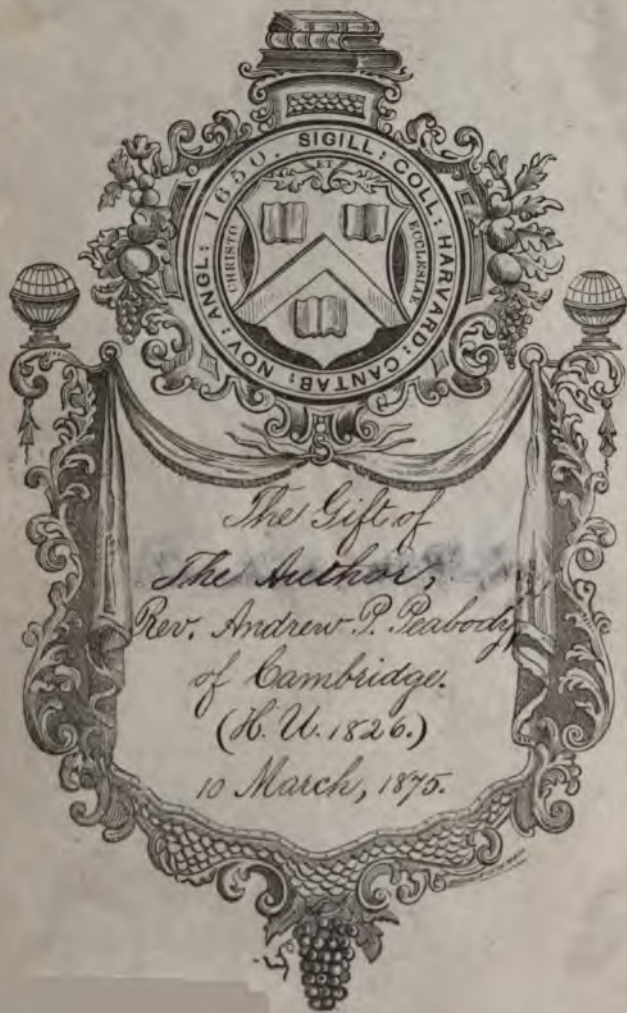 SIGILL: COLL: HARVARD: CANTAB: NOV: ANGL: 1650.
ET
CHRISTO
ECCLESIAE
The Gift of
The Author,
Rev. Andrew P. Peabody
of Cambridge.
(H. U. 1826.)
10 March, 1875.